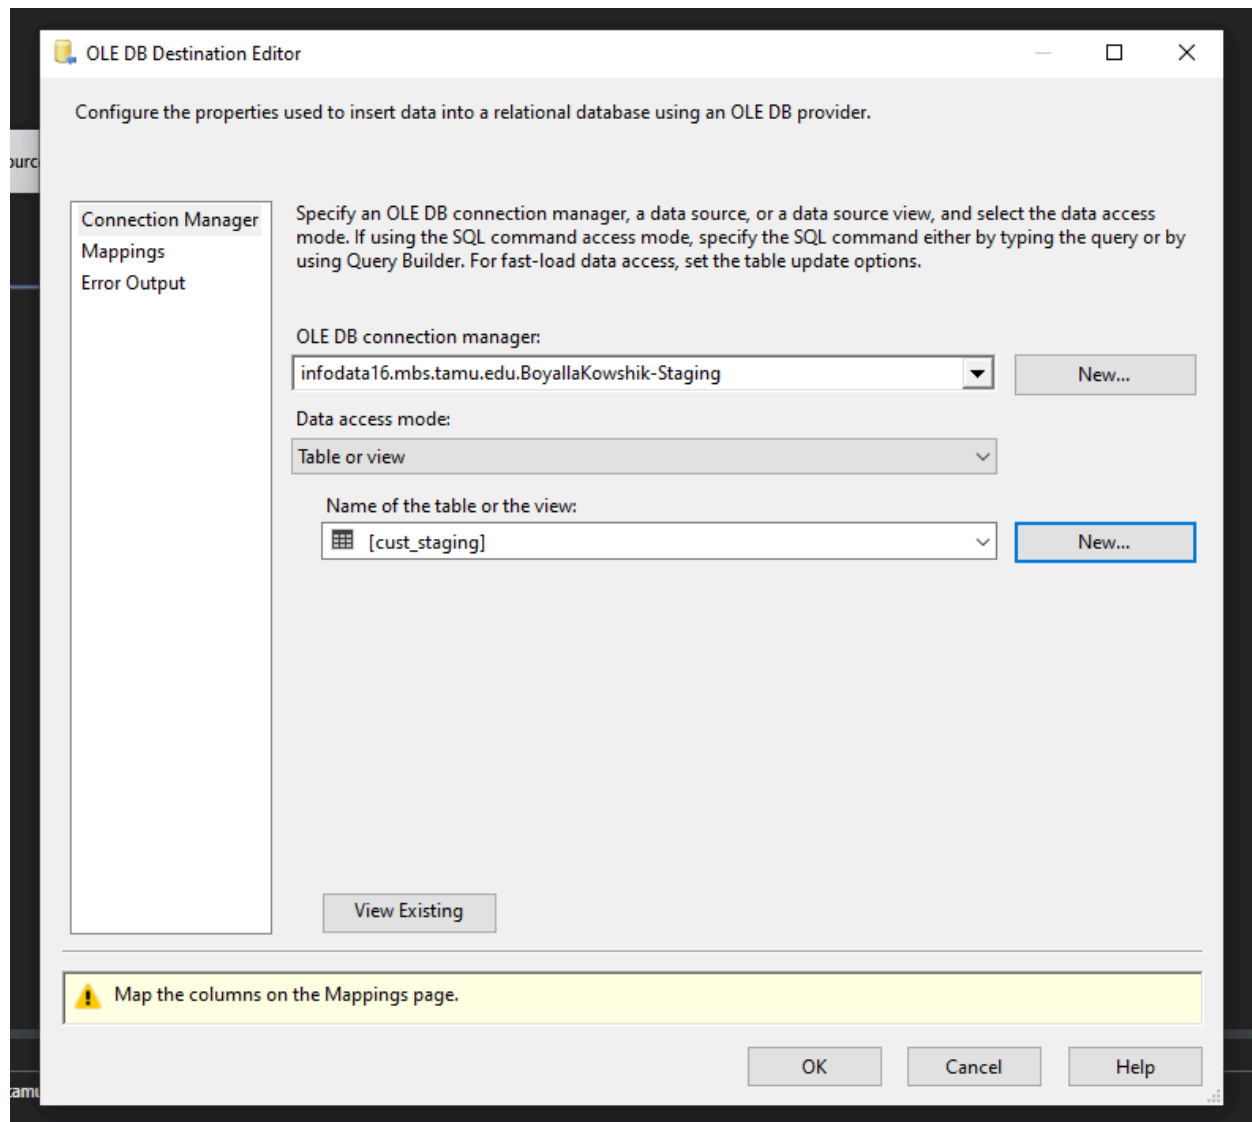 OLE DB Destination Editor
Configure the properties used to insert data into a relational database using an OLE DB provider.
Connection Manager
Mappings
Error Output
Specify an OLE DB connection manager, a data source, or a data source view, and select the data access
mode. If using the SQL command access mode, specify the SQL command either by typing the query or by
using Query Builder. For fast-load data access, set the table update options.
OLE DB connection manager:
infodata16.mbs.tamu.edu.BoyallaKowshik-Staging
New...
Data access mode:
Table or view
Name of the table or the view:
[cust_staging]
New...
View Existing
Map the columns on the Mappings page.
OK
Cancel
Help